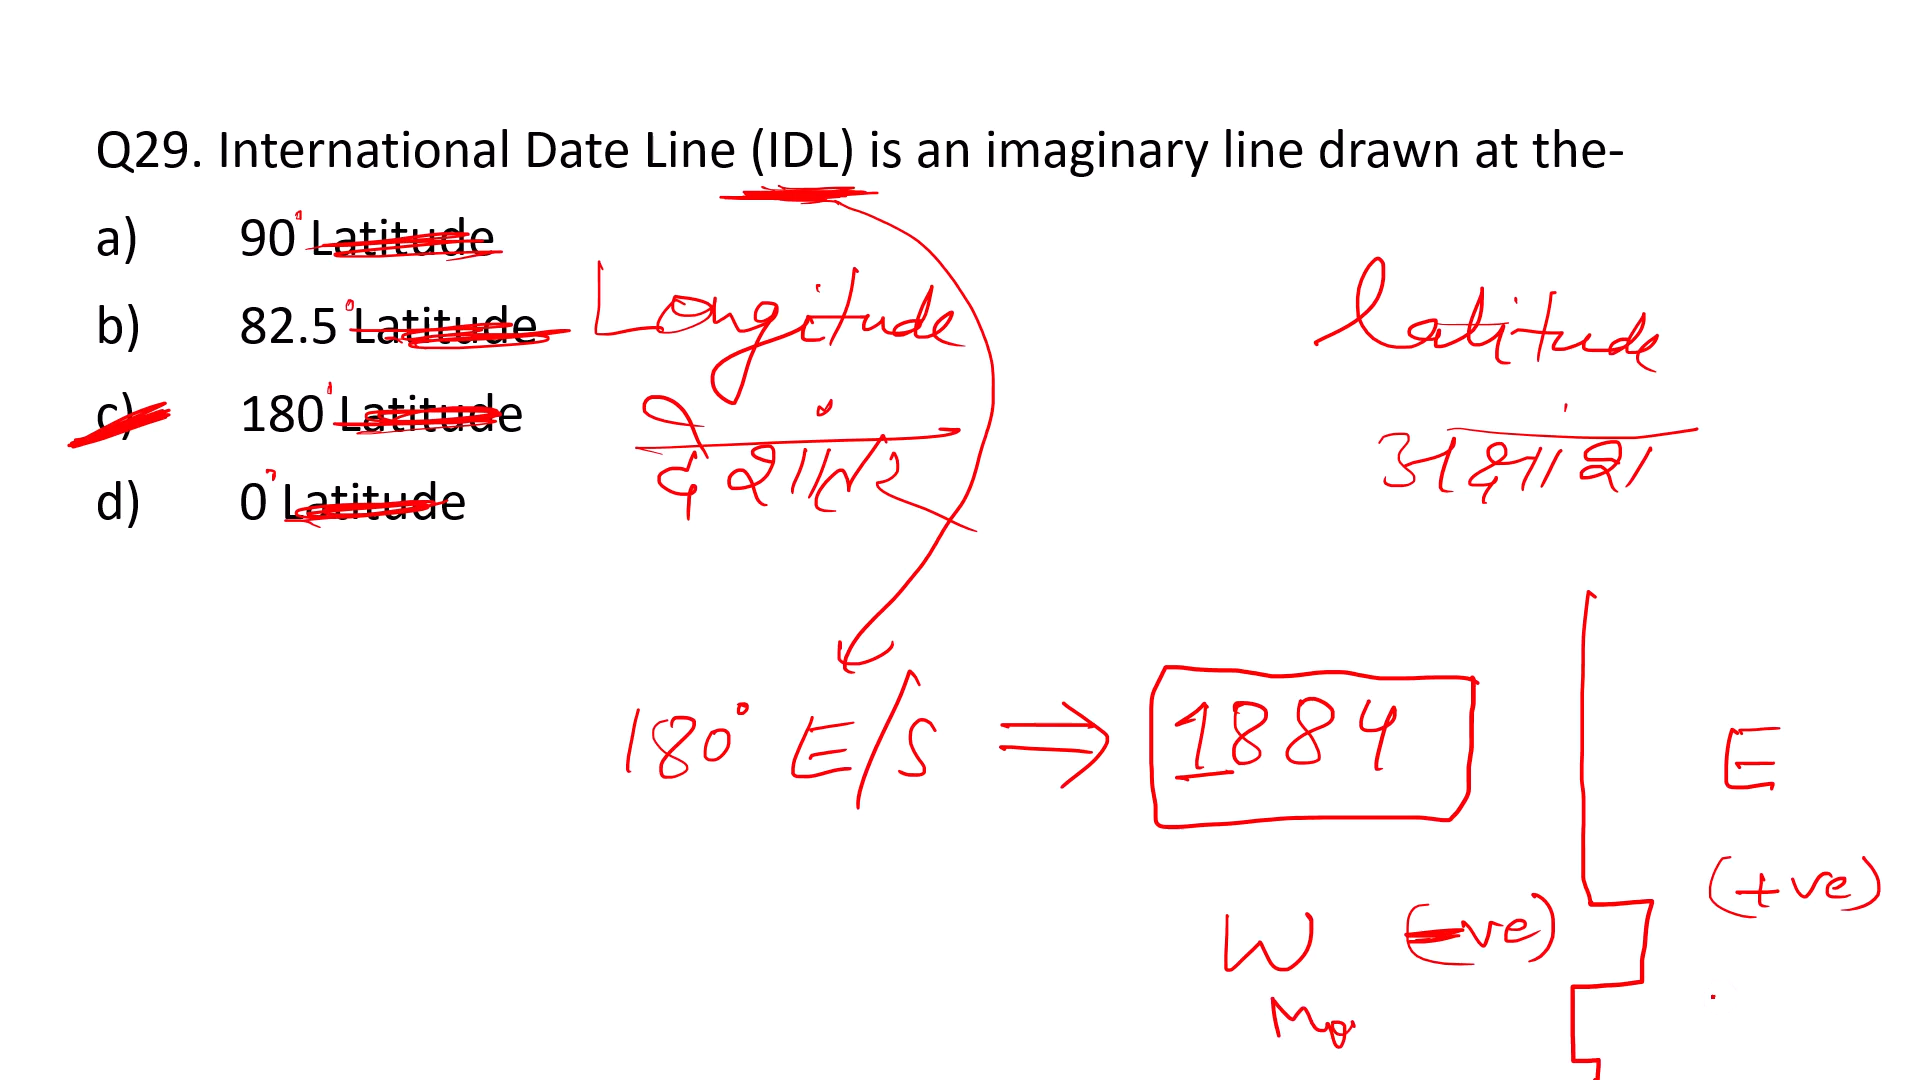 Q29. International Date Line (IDL) is an imaginary line drawn at the-
a) 90° Latitude
b) 82.5° Latitude
c) 180° Latitude
d) 0° Latitude
Longitude
latitude
अक्षांश
180° E/S ⇒ 1884
E
(+ve)
W (-ve)